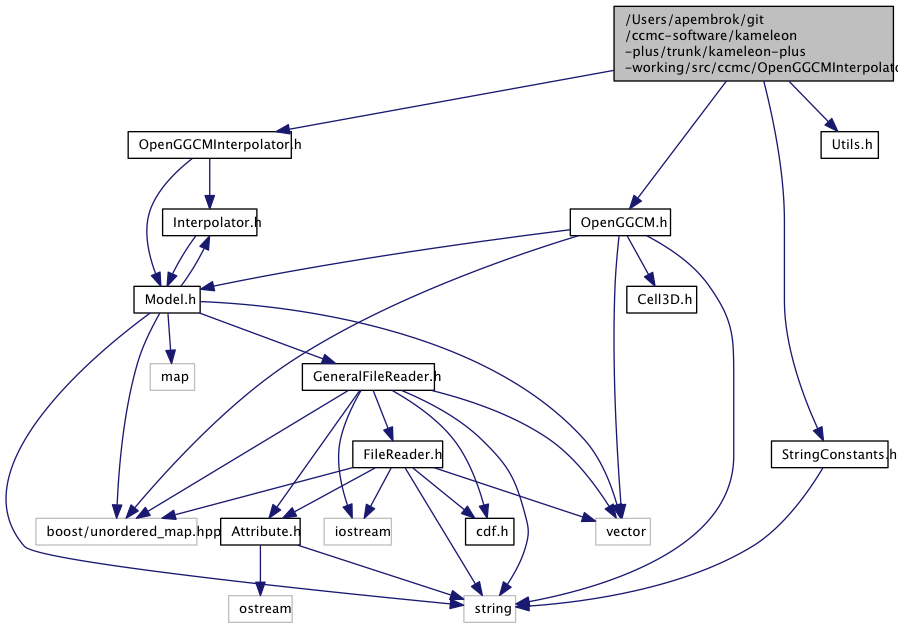 /Users/apembrok/git
/ccmc-software/kameleon
-plus/trunk/kameleon-plus
-working/src/ccmc/OpenGGCMInterpolato
OpenGGCMInterpolator.h
Utils.h
Interpolator.h
OpenGGCM.h
Model.h
Cell3D.h
map
GeneralFileReader.h
FileReader.h
StringConstants.h
boost/unordered_map.hpp
Attribute.h
iostream
cdf.h
vector
ostream
string